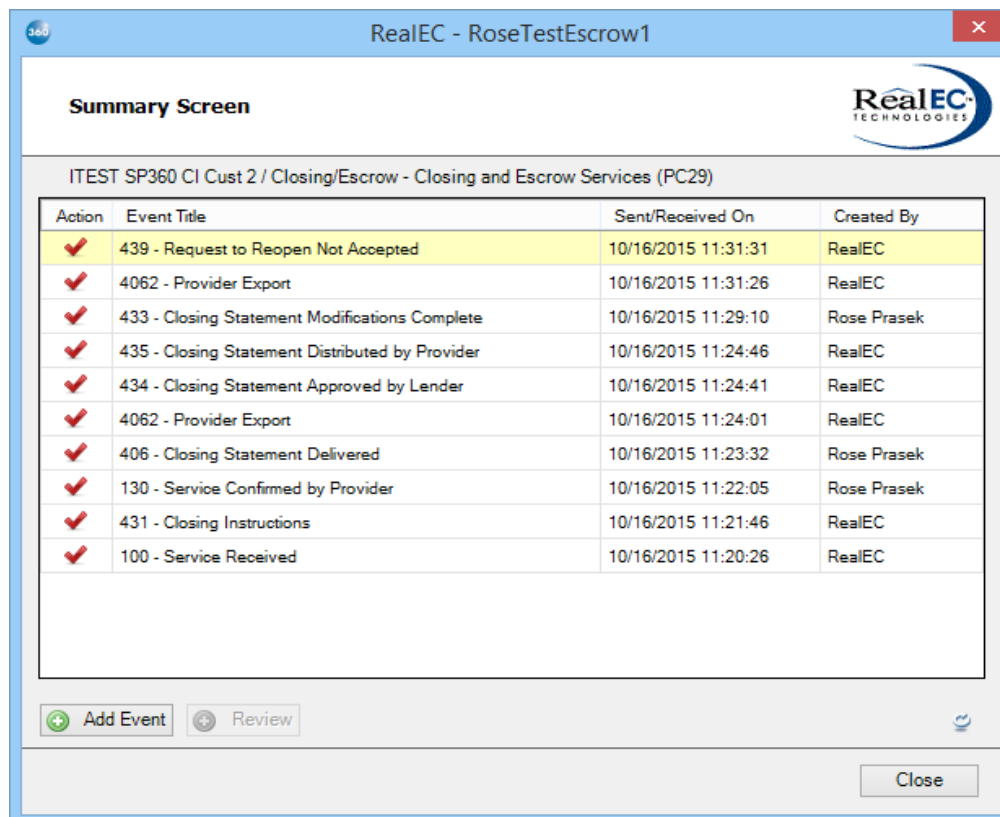 360
RealEC - RoseTestEscrow1
Summary Screen
RealEC™
TECHNOLOGIES
ITEST SP360 CI Cust 2 / Closing/Escrow - Closing and Escrow Services (PC29)
Action Event Title Sent/Received On Created By
439 - Request to Reopen Not Accepted 10/16/2015 11:31:31 RealEC
4062 - Provider Export 10/16/2015 11:31:26 RealEC
433 - Closing Statement Modifications Complete 10/16/2015 11:29:10 Rose Prasek
435 - Closing Statement Distributed by Provider 10/16/2015 11:24:46 RealEC
434 - Closing Statement Approved by Lender 10/16/2015 11:24:41 RealEC
4062 - Provider Export 10/16/2015 11:24:01 RealEC
406 - Closing Statement Delivered 10/16/2015 11:23:32 Rose Prasek
130 - Service Confirmed by Provider 10/16/2015 11:22:05 Rose Prasek
431 - Closing Instructions 10/16/2015 11:21:46 RealEC
100 - Service Received 10/16/2015 11:20:26 RealEC
Add Event Review
Close